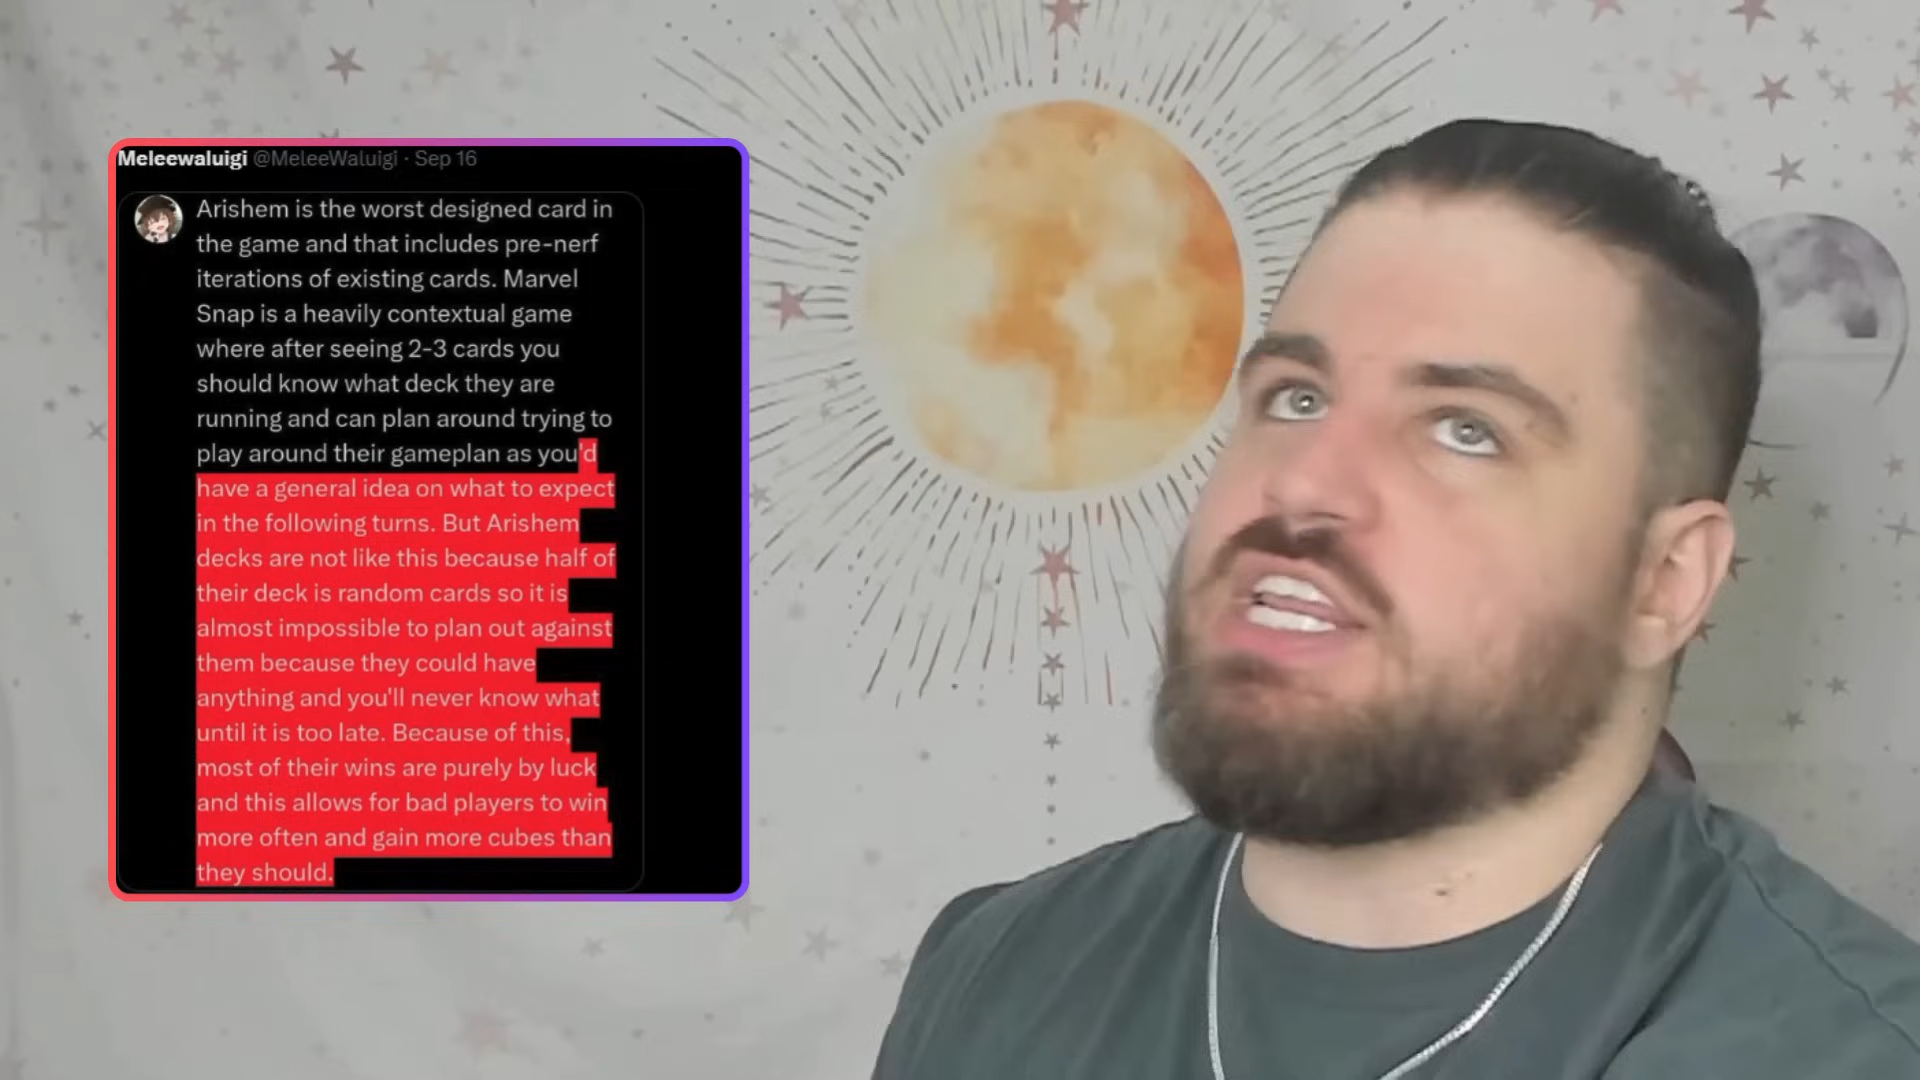 Meleewaluigi @MeleeWaluigi · Sep 16
Arishem is the worst designed card in
the game and that includes pre-nerf
iterations of existing cards. Marvel
Snap is a heavily contextual game
where after seeing 2-3 cards you
should know what deck they are
running and can plan around trying to
play around their gameplan as you'd
have a general idea on what to expect
in the following turns. But Arishem
decks are not like this because half of
their deck is random cards so it is
almost impossible to plan out against
them because they could have
anything and you'll never know what
until it is too late. Because of this,
most of their wins are purely by luck
and this allows for bad players to win
more often and gain more cubes than
they should.